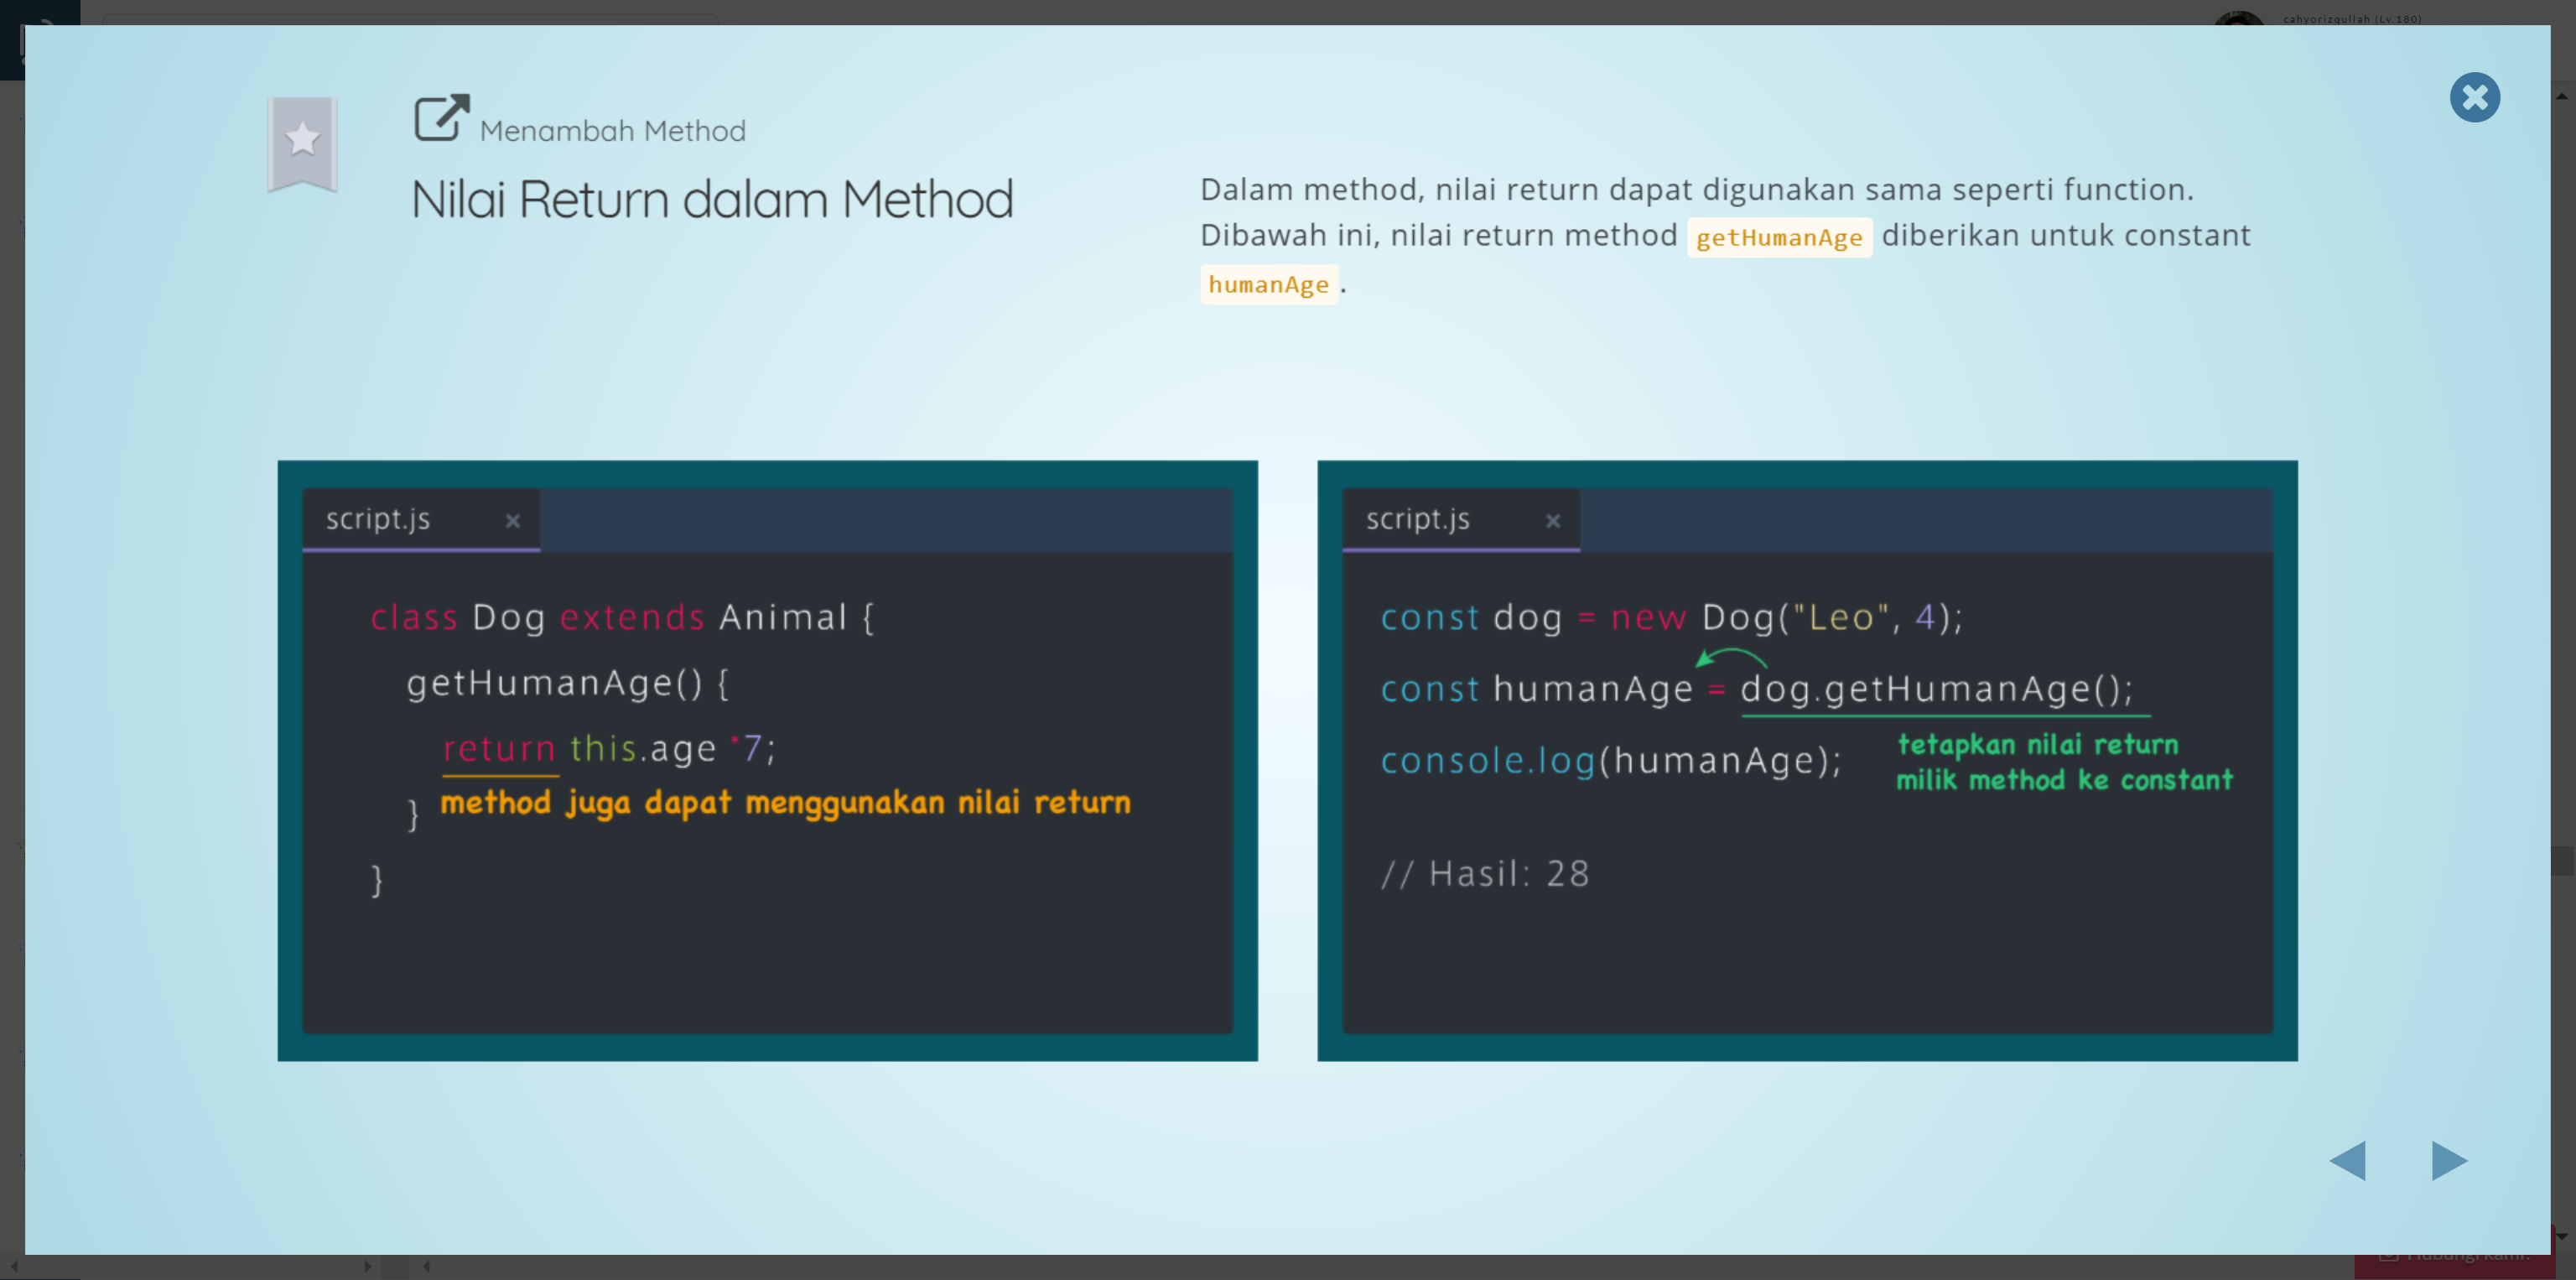 cahyorizqullah (Lv.180)
Menambah Method
Nilai Return dalam Method
Dalam method, nilai return dapat digunakan sama seperti function.
Dibawah ini, nilai return method getHumanAge diberikan untuk constant
humanAge .
script.js ×
class Dog extends Animal {
getHumanAge() {
return this.age *7;
} method juga dapat menggunakan nilai return
}
script.js ×
const dog = new Dog("Leo", 4);
const humanAge = dog.getHumanAge();
console.log(humanAge);
tetapkan nilai return
milik method ke constant
// Hasil: 28